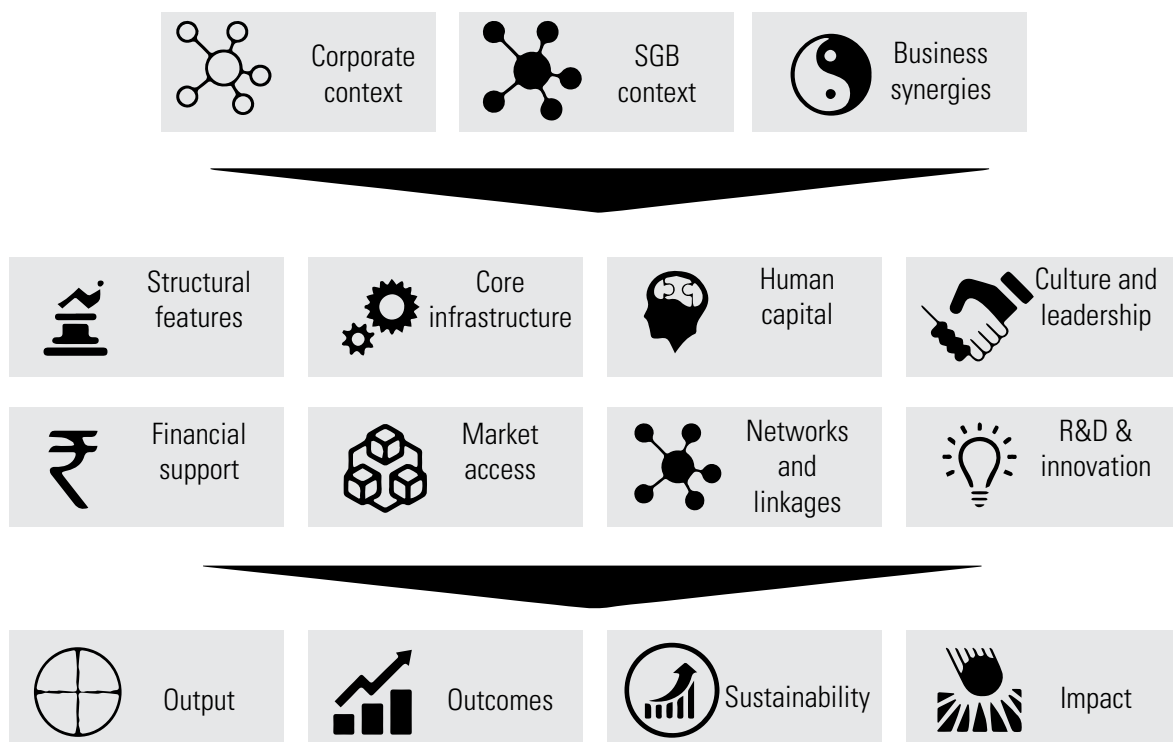 Corporate
context
SGB
context
Business
synergies
Structural
features
Core
infrastructure
Human
capital
Culture and
leadership
Financial
support
Market
access
Networks
and
linkages
R&D &
innovation
Output
Outcomes
Sustainability
Impact